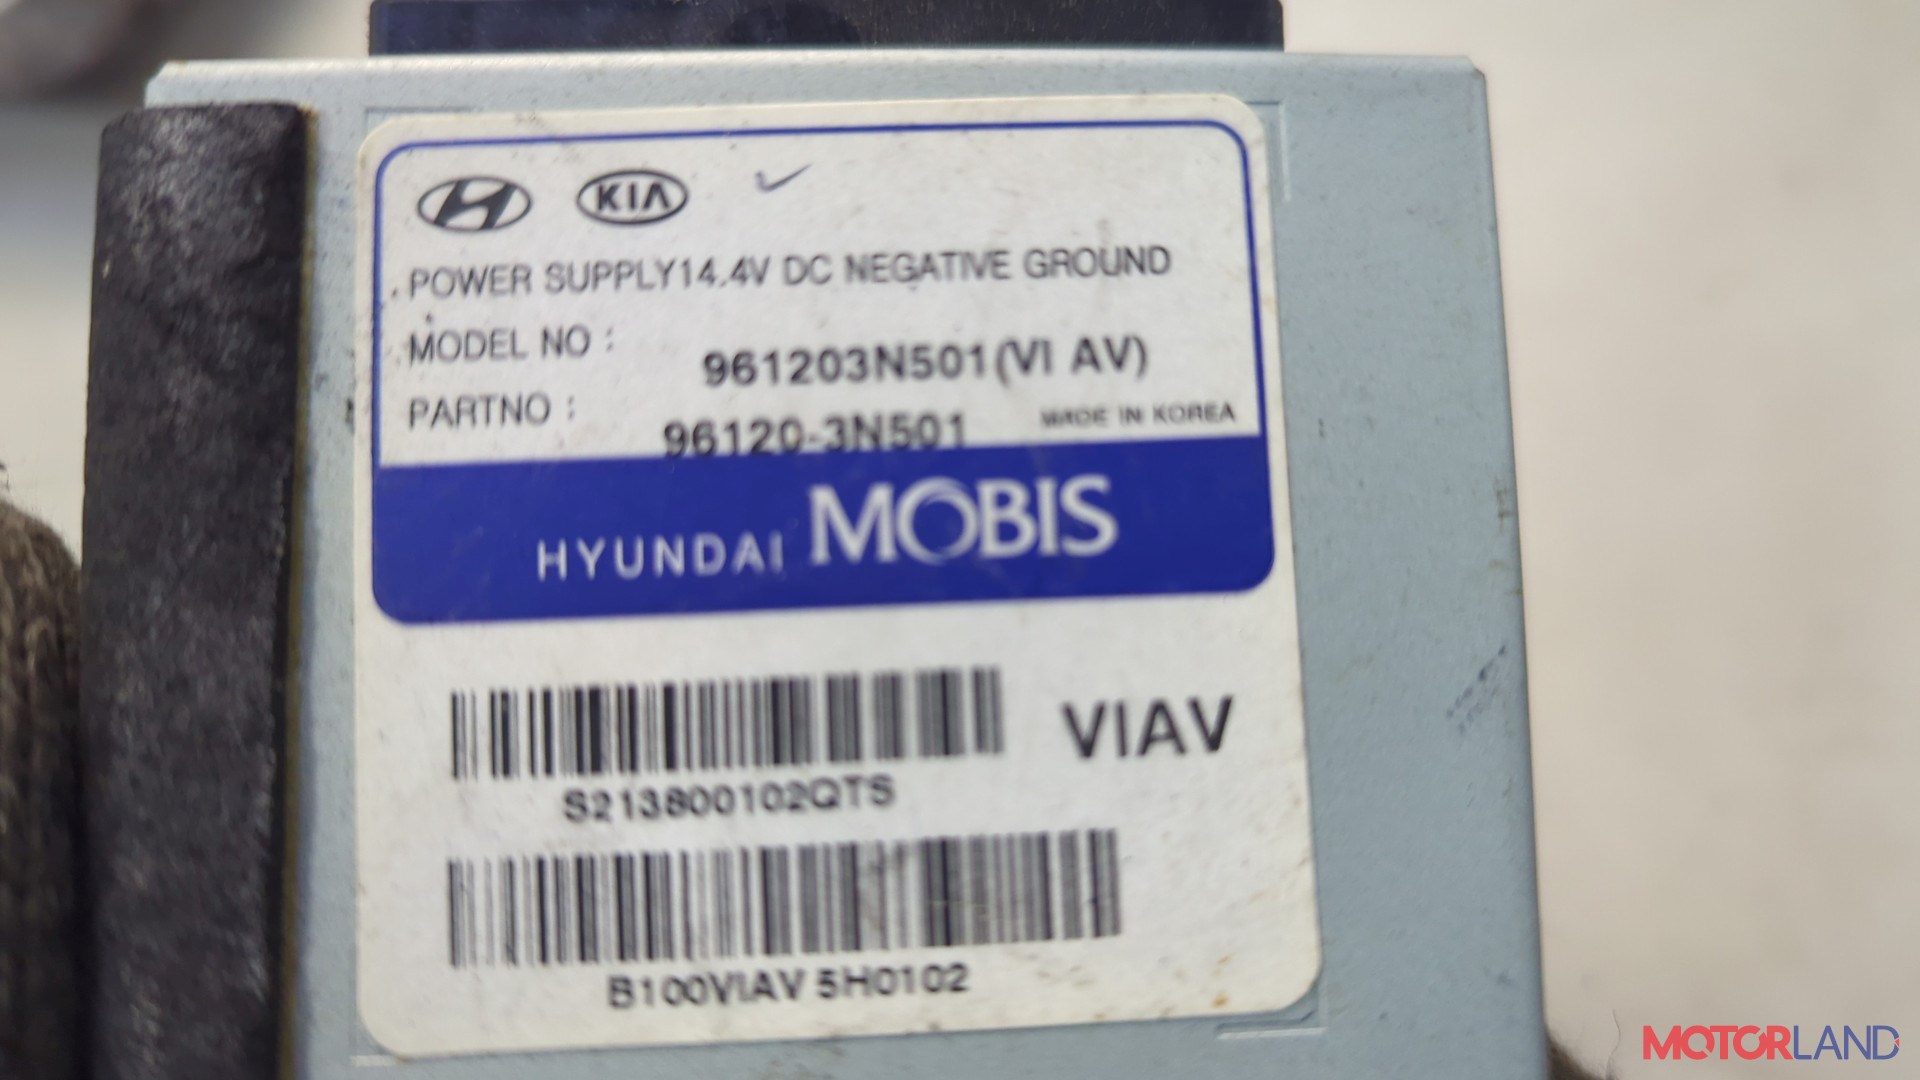 KIA
POWER SUPPLY14.4V DC NEGATIVE GROUND
MODEL NO : 961203N501(VI AV)
PARTNO : 96120-3N501 MADE IN KOREA
HYUNDAI MOBIS
VIAV
S213800102QTS
B100VIAV 5H0102
MOTORLAND